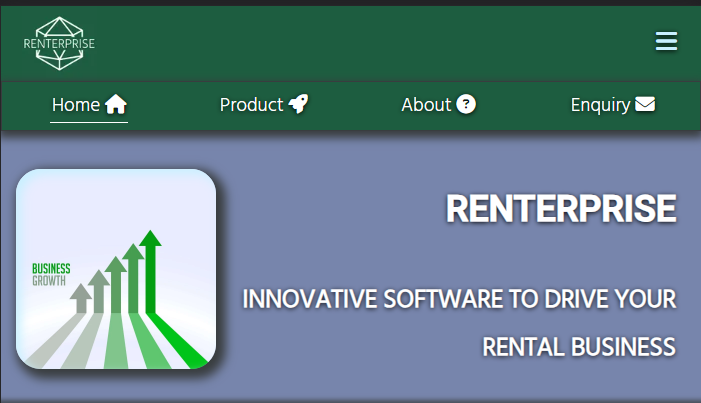 RENTERPRISE
Home
Product
About
Enquiry
BUSINESS
GROWTH
RENTERPRISE
INNOVATIVE SOFTWARE TO DRIVE YOUR
RENTAL BUSINESS